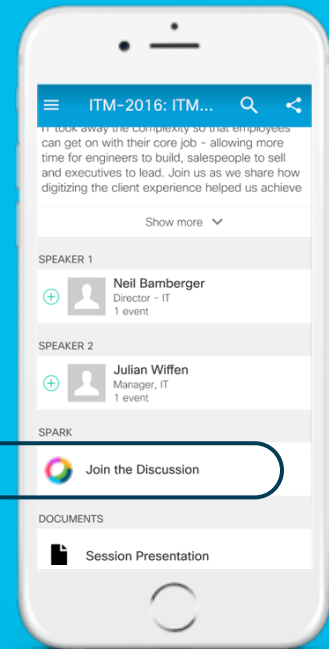 ITM-2016: ITM...
IT took away the complexity so that employees
can get on with their core job - allowing more
time for engineers to build, salespeople to sell
and executives to lead. Join us as we share how
digitizing the client experience helped us achieve
Show more
SPEAKER 1
Neil Bamberger
Director - IT
1 event
SPEAKER 2
Julian Wiffen
Manager, IT
1 event
SPARK
Join the Discussion
DOCUMENTS
Session Presentation